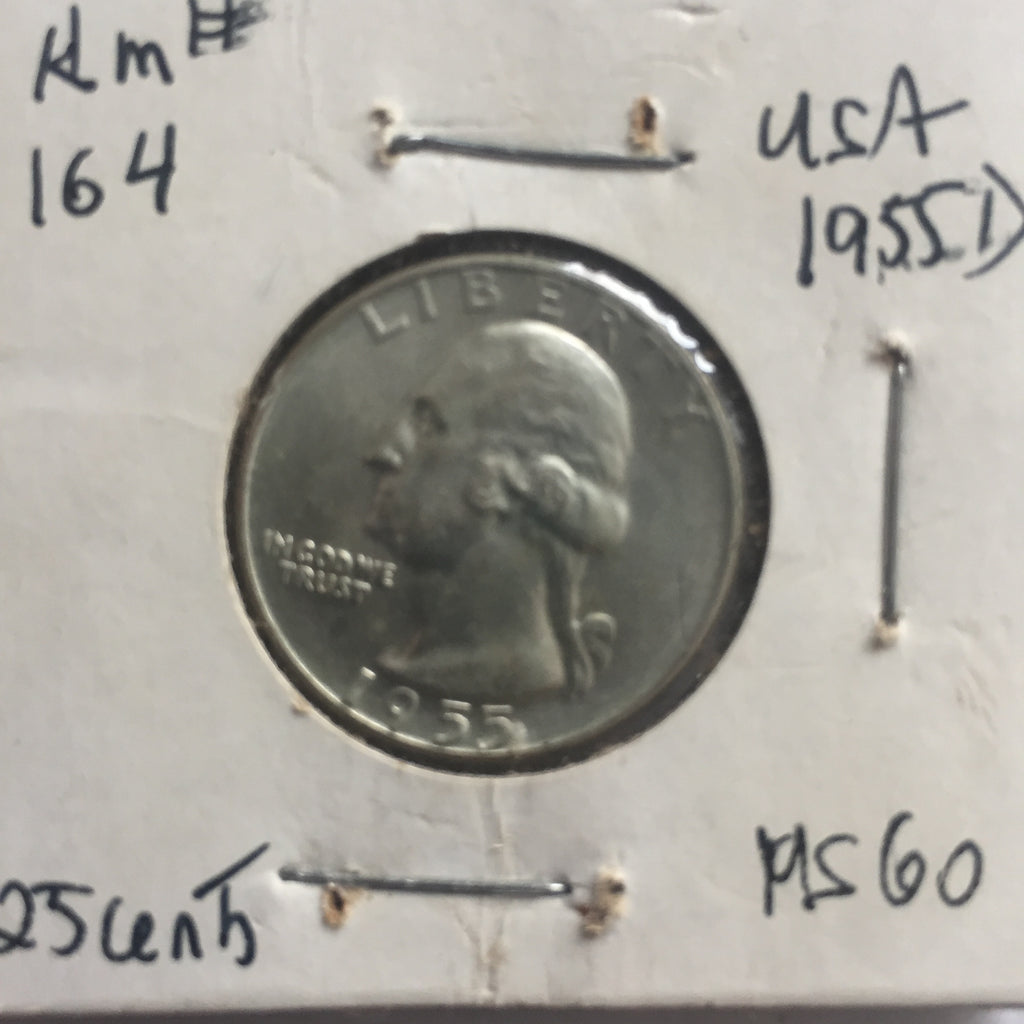 Km#
164
USA
1955D
LIBERTY
IN GOD WE
TRUST
1955
25 Cents
MS60